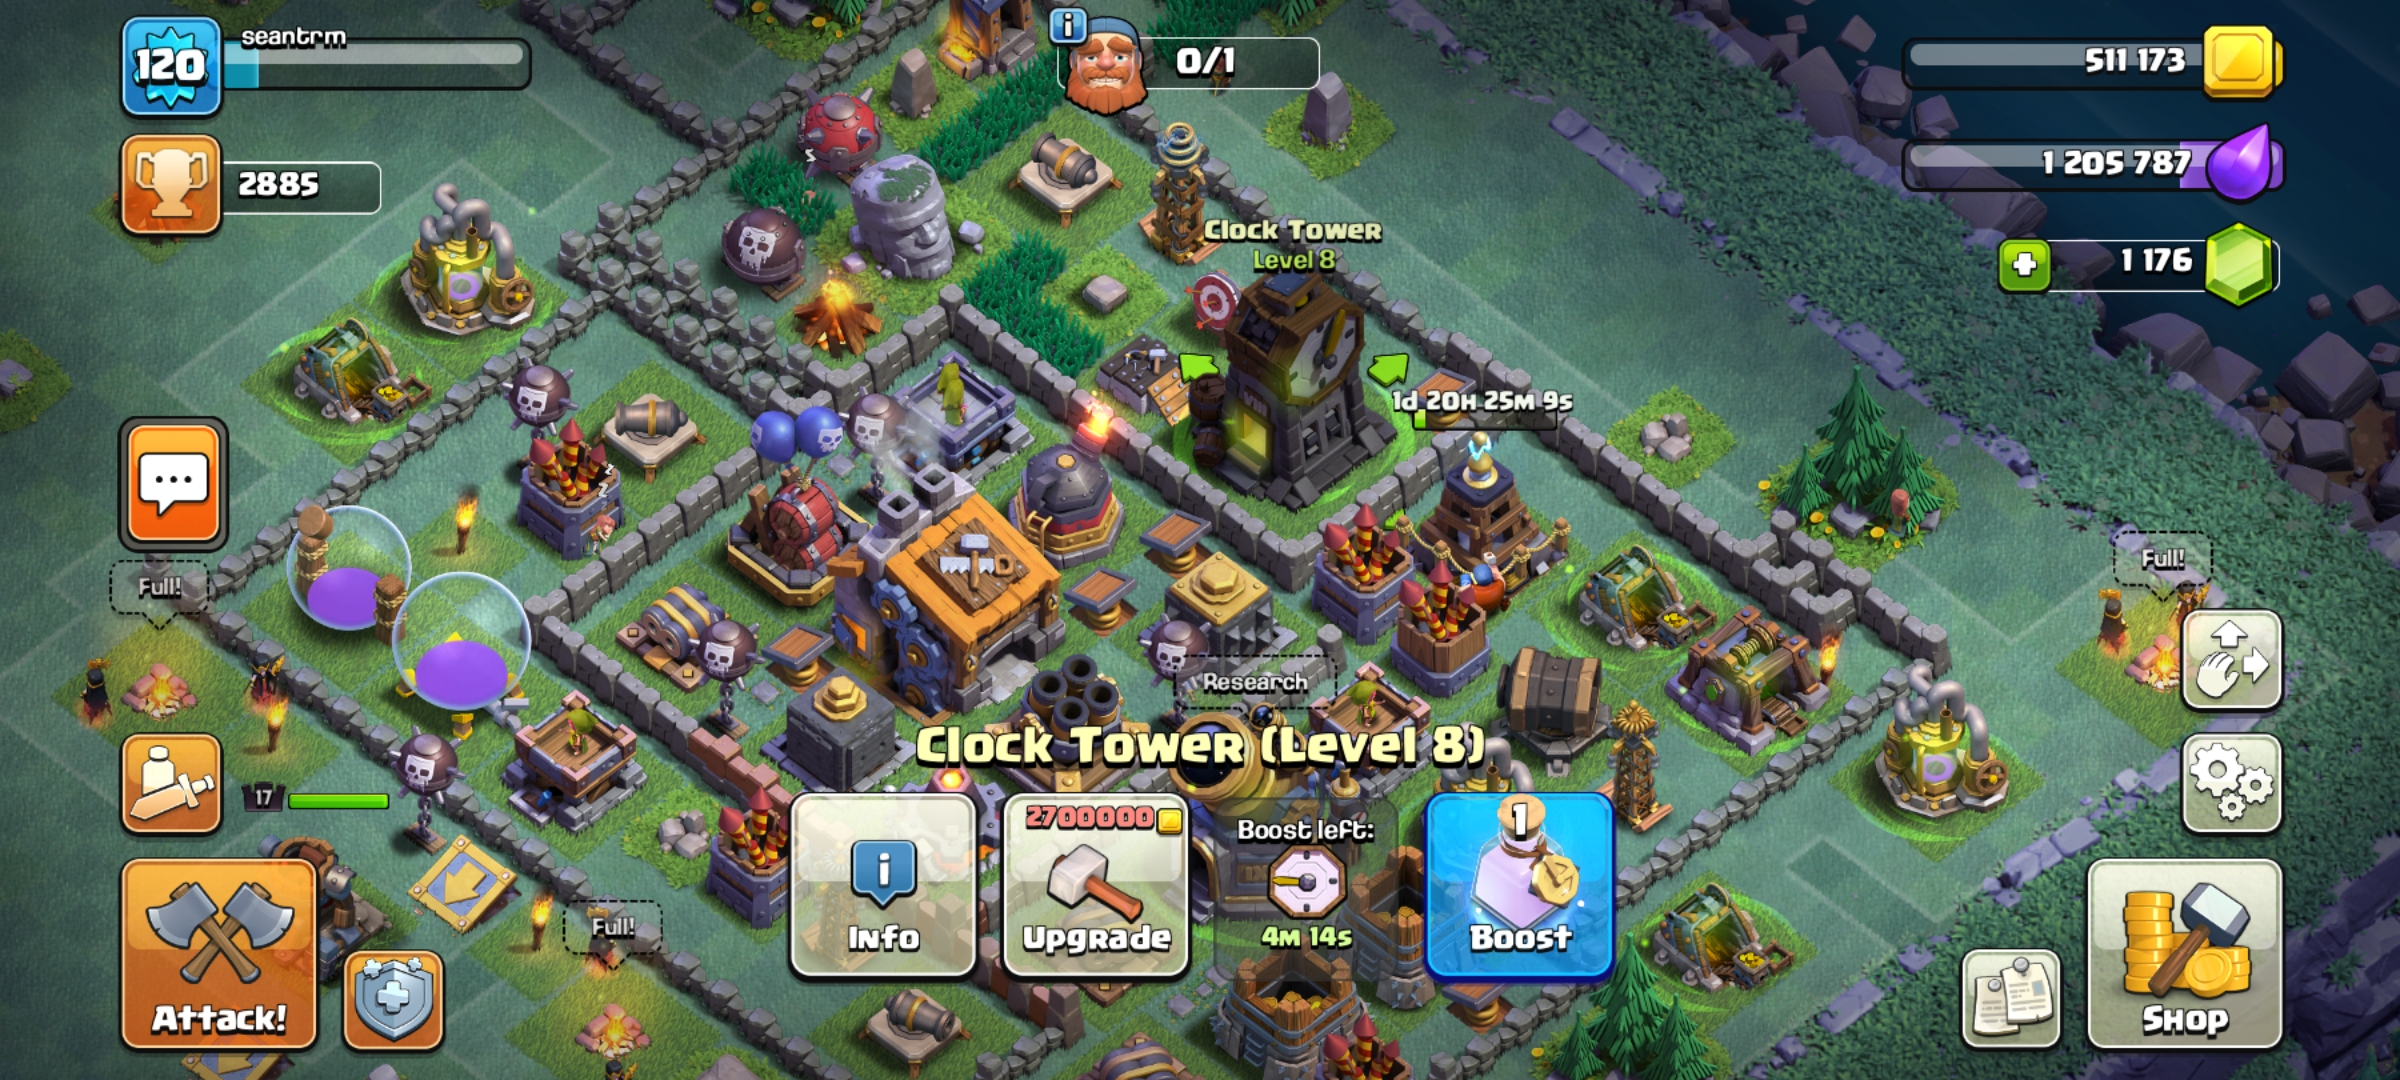 120
seantrm
0/1
511 173
2885
1 205 787
Clock Tower
Level 8
1 176
1d 20H 25M 9s
Full!
Full!
Research
Clock Tower (Level 8)
17
2700000
Boost left:
1
Full!
Info
Upgrade
4M 14s
Boost
Attack!
Shop